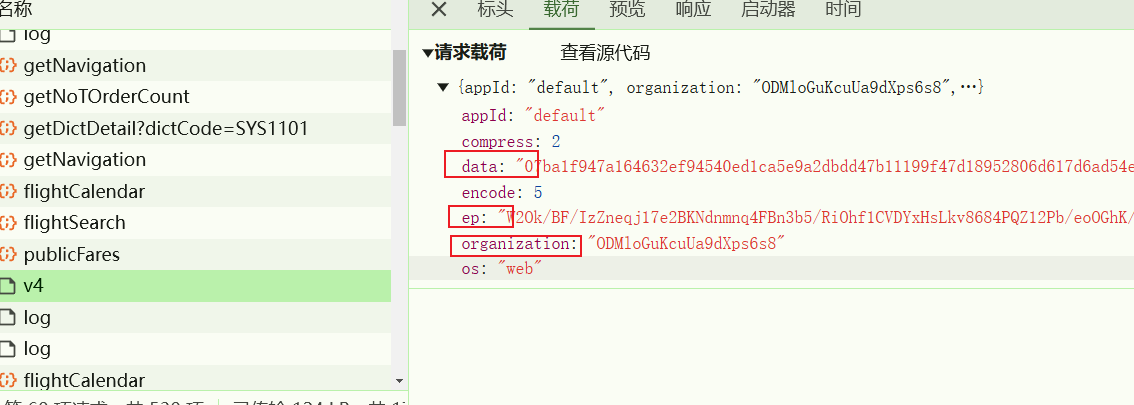 名称
log
getNavigation
getNoTOrderCount
getDictDetail?dictCode=SYS1101
getNavigation
flightCalendar
flightSearch
publicFares
v4
log
log
flightCalendar
标头 载荷 预览 响应 启动器 时间
请求载荷 查看源代码
{appId: "default", organization: "ODMloGuKcuUa9dXps6s8",…}
appId: "default"
compress: 2
data: "07ba1f947a164632ef94540ed1ca5e9a2dbdd47b11199f47d18952806d617d6ad54e
encode: 5
ep: "W20k/BF/IzZneqj17e2BKNdnmnq4FBn3b5/RiOhf1CVDYxHsLkv8684PQZ12Pb/eoOGhK/
organization: "ODMloGuKcuUa9dXps6s8"
os: "web"